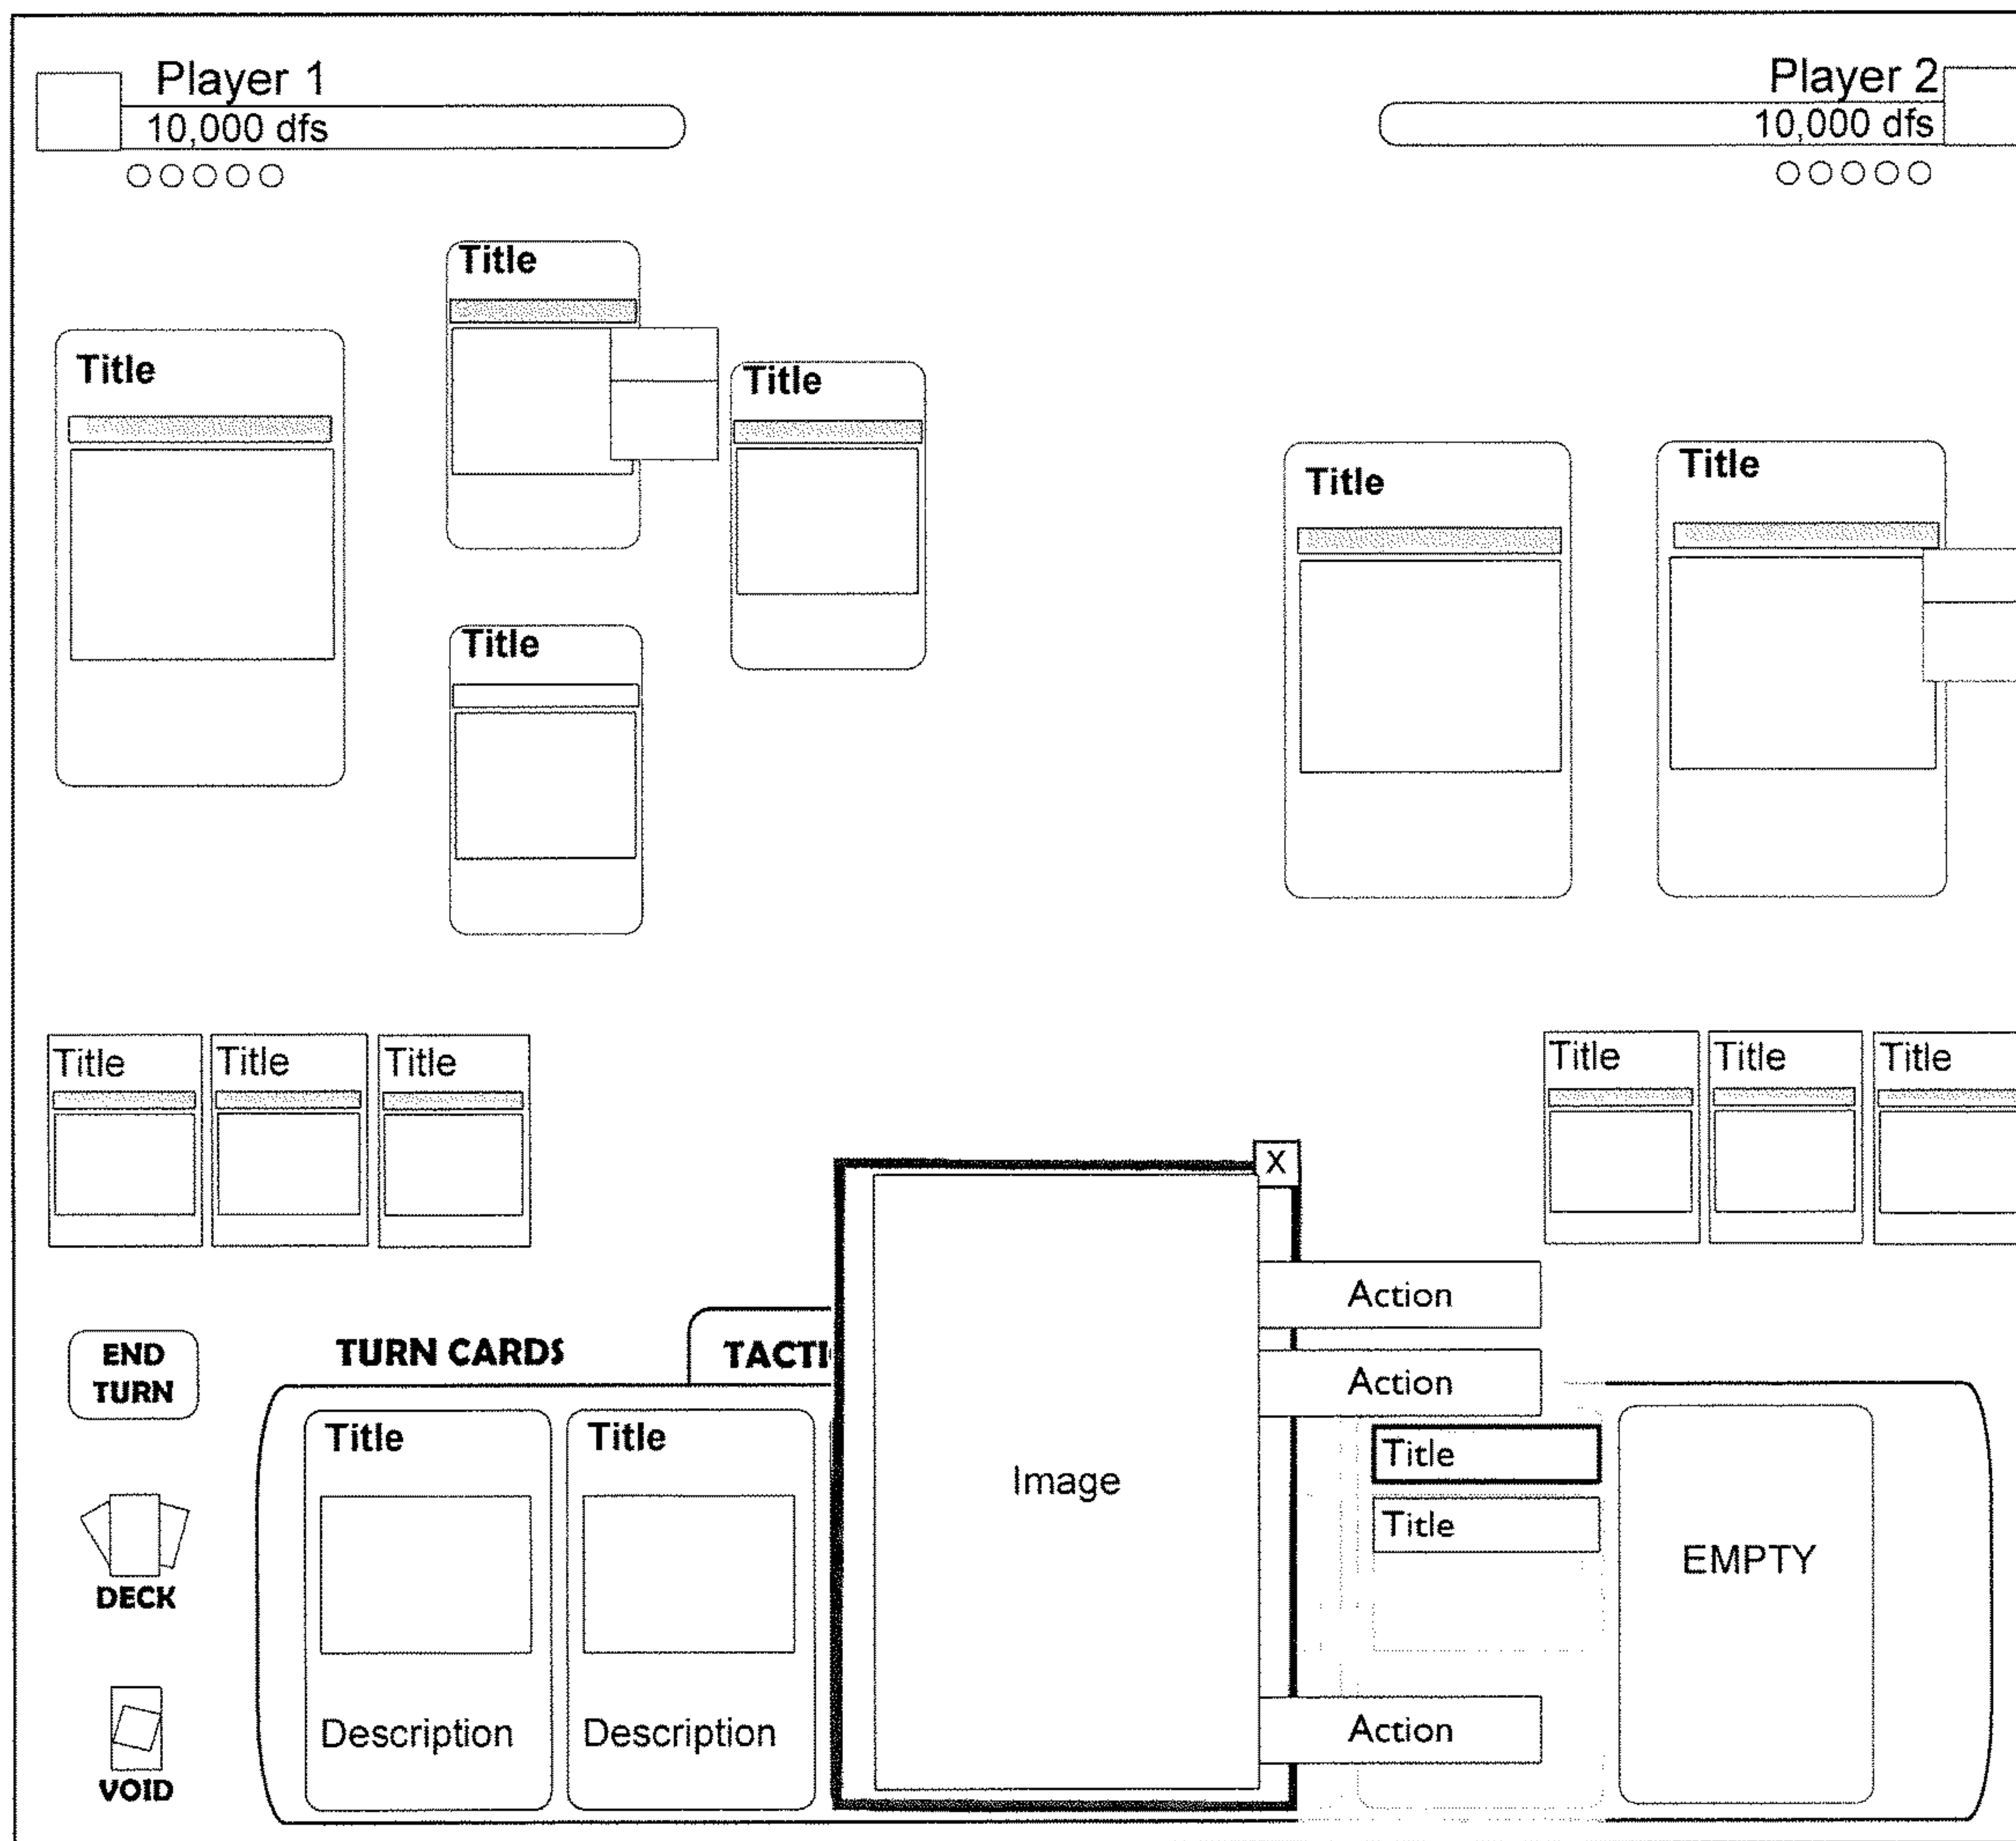 Player 1
10,000 dfs
Player 2
10,000 dfs
Title
Title
Title
Title
Title
Title
Title
Title
Title
Title
Title
Title
X
Action
Action
Action
Image
END
TURN
DECK
VOID
TURN CARDS
TACTI
Title
Title
Description
Description
Title
Title
EMPTY